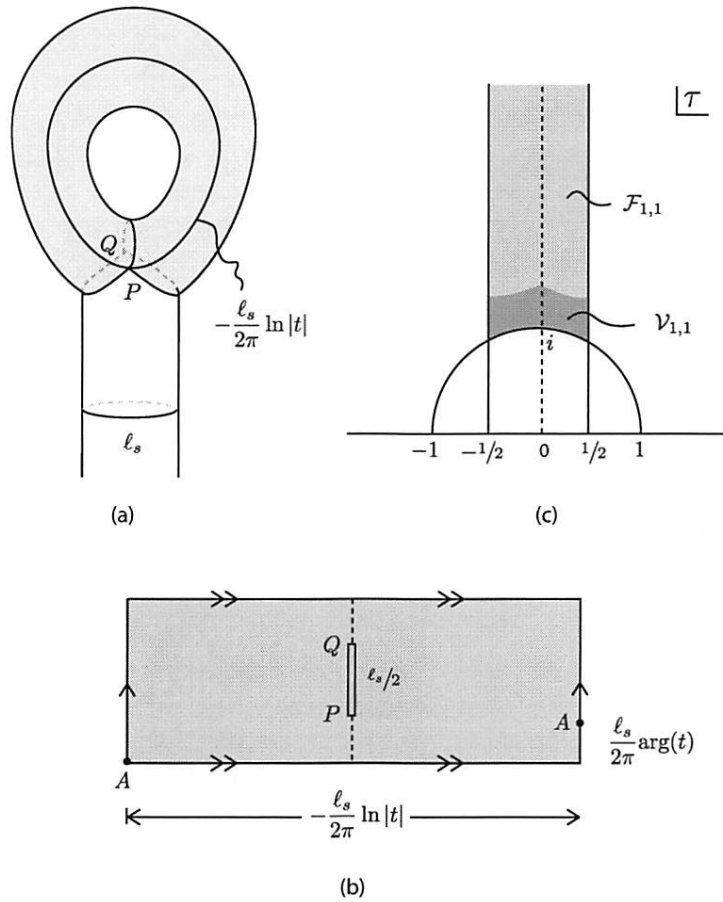 Q
P
$-\frac{\ell_s}{2\pi} \ln|t|$
$\ell_s$
(a)
$\tau$
$\mathcal{F}_{1,1}$
$\mathcal{V}_{1,1}$
i
−1 −1/2 0 1/2 1
(c)
Q
$\ell_s/2$
P
A
A
$\frac{\ell_s}{2\pi} \arg(t)$
$-\frac{\ell_s}{2\pi} \ln|t|$
(b)